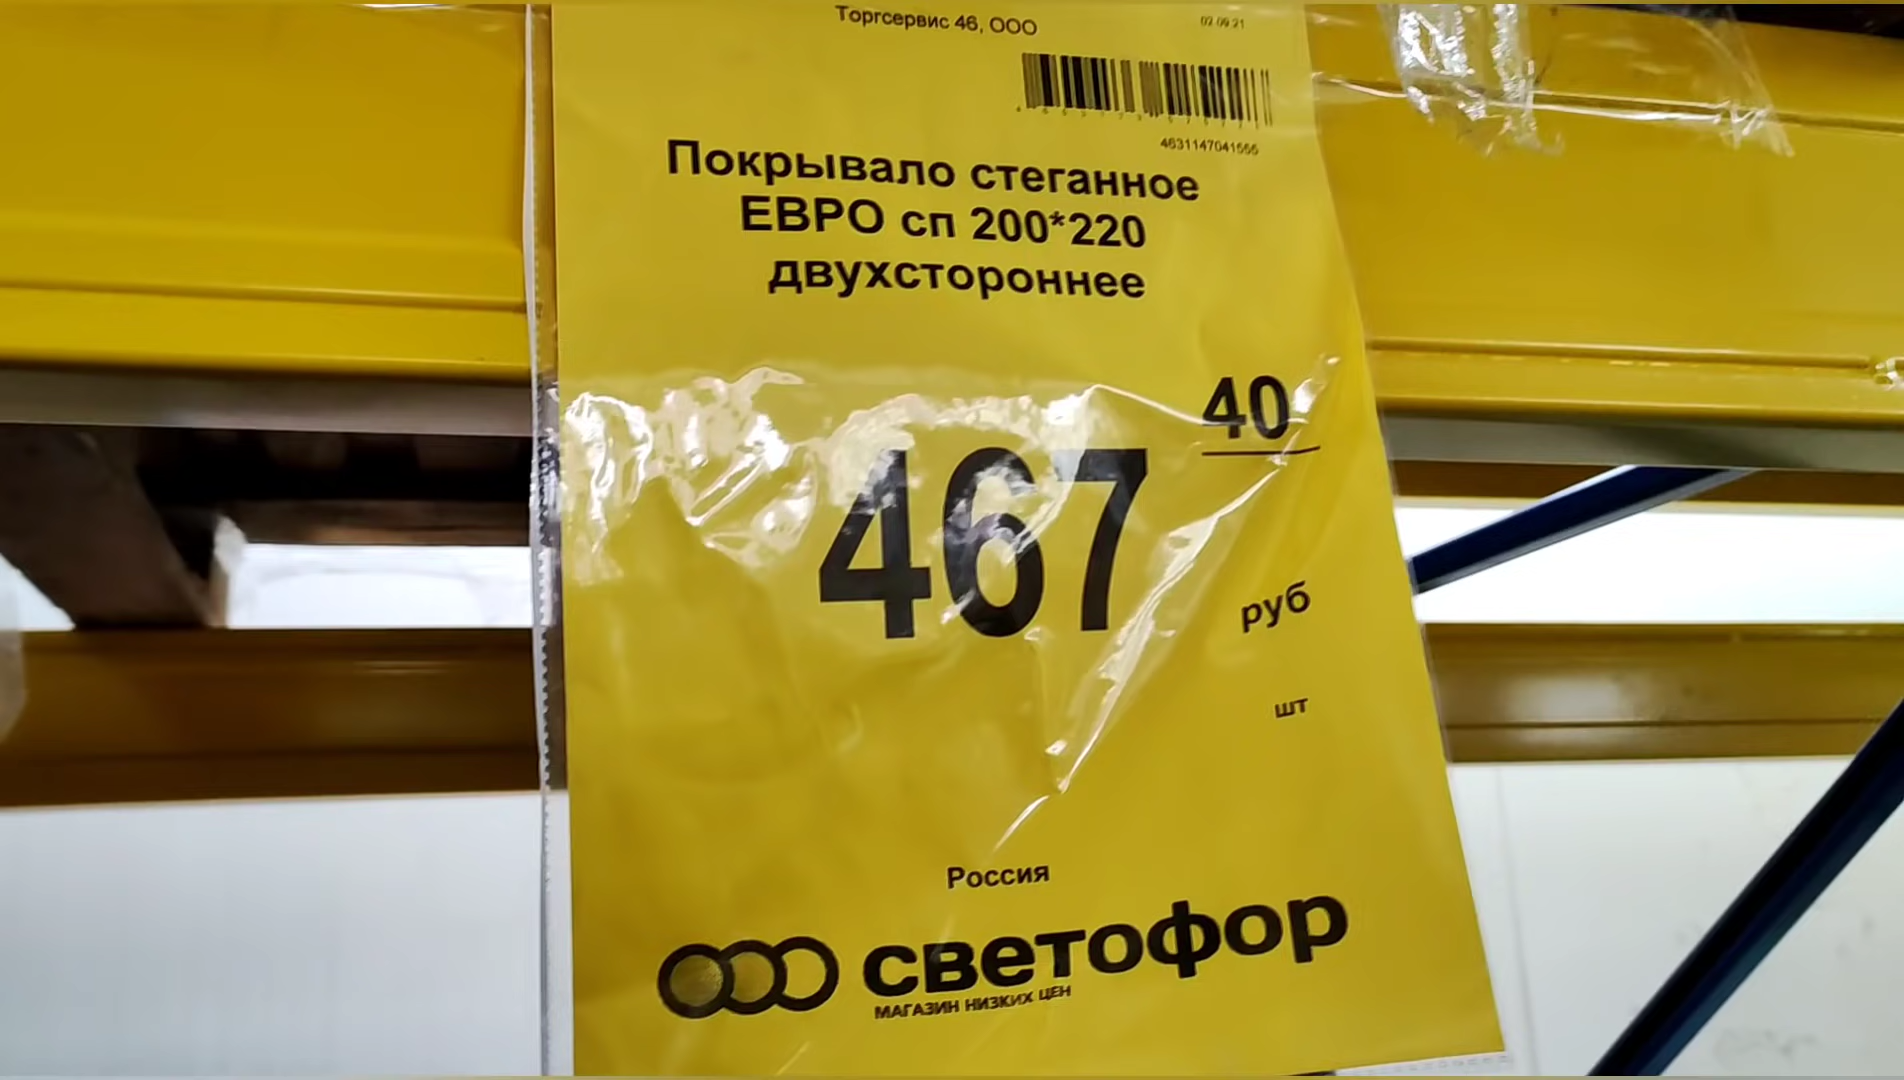 Торгсервис 46, ООО
02.09.21
4631147041555
Покрывало стеганное
ЕВРО сп 200*220
двухстороннее
467 40
руб
шт
Россия
светофор
МАГАЗИН НИЗКИХ ЦЕН